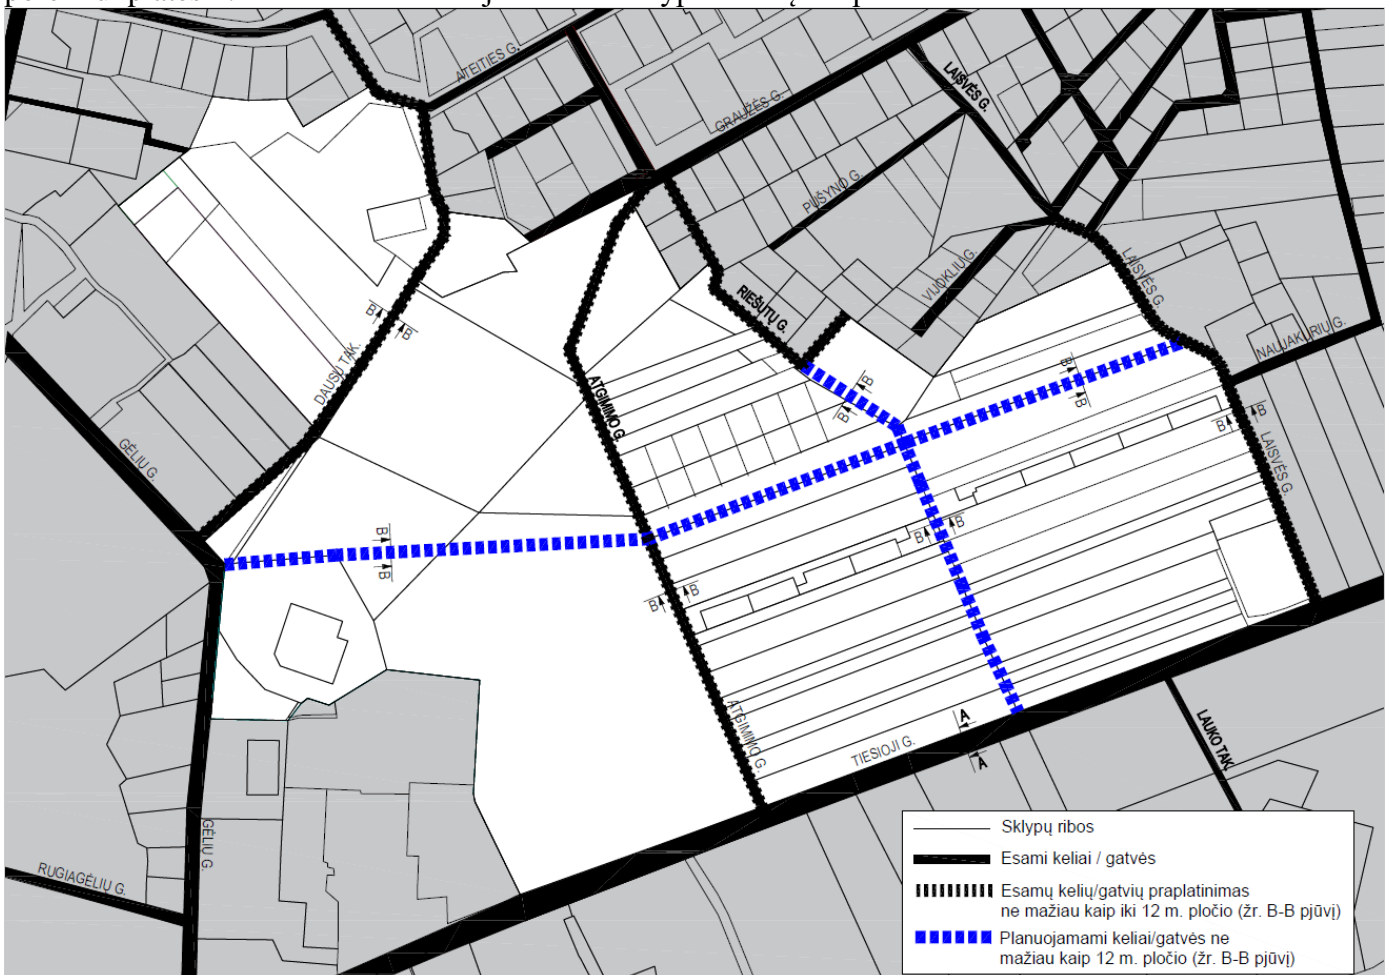 ATEITIES G.
GRAUŽĖS G.
LAISVĖS G.
PUŠYNO G.
VIJOKLIŲ G.
LAISVĖS G.
RIEŠUTŲ G.
NAUJAKURIŲ G.
B
B
DAUSŲ TAK.
B
B
B
B
ATGIMIMO G.
GĖLIŲ G.
B
B
LAISVĖS G.
B
B
B
B
B
B
ATGIMIMO G.
TIESIOJI G.
A
A
LAUKO TAK.
GĖLIŲ G.
RUGIAGĖLIŲ G.
Sklypų ribos
Esami keliai / gatvės
Esamų kelių/gatvių praplatinimas
ne mažiau kaip iki 12 m. pločio (žr. B-B pjūvį)
Planuojamami keliai/gatvės ne
mažiau kaip 12 m. pločio (žr. B-B pjūvį)